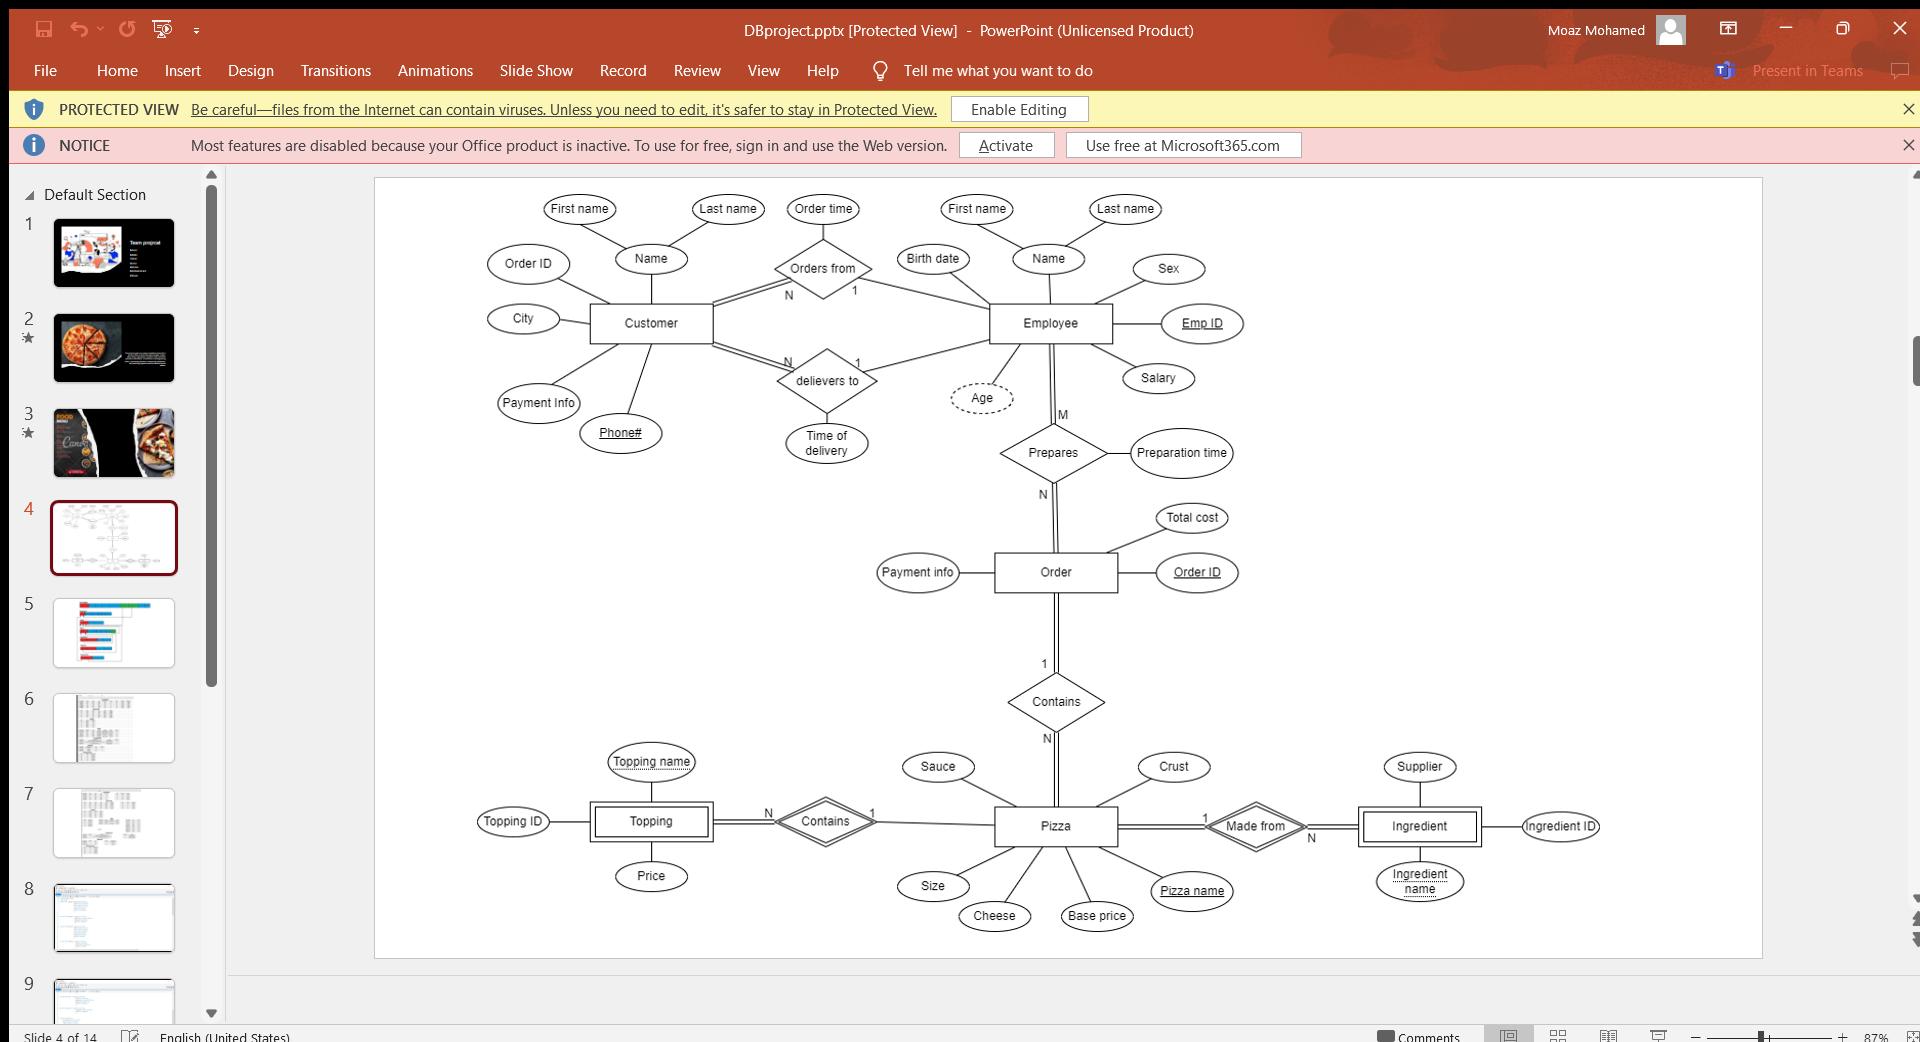 DBproject.pptx [Protected View] - PowerPoint (Unlicensed Product)
Moaz Mohamed
File Home Insert Design Transitions Animations Slide Show Record Review View Help Tell me what you want to do
Present in Teams
PROTECTED VIEW Be careful—files from the Internet can contain viruses. Unless you need to edit, it's safer to stay in Protected View. Enable Editing
NOTICE Most features are disabled because your Office product is inactive. To use for free, sign in and use the Web version. Activate Use free at Microsoft365.com
Default Section
1
Team project
2
3
FOOD
MENU
4
5
6
7
8
9
First name
Last name
Order time
First name
Last name
Order ID
Name
Orders from
Birth date
Name
Sex
N
1
City
Customer
Employee
Emp ID
N
1
delievers to
Salary
Payment Info
Age
Phone#
M
Time of
delivery
Prepares
Preparation time
N
Total cost
Payment info
Order
Order ID
1
Contains
N
Topping name
Sauce
Crust
Supplier
Topping ID
Topping
N
Contains
1
Pizza
1
Made from
N
Ingredient
Ingredient ID
Price
Size
Cheese
Base price
Pizza name
Ingredient
name
Slide 4 of 14 English (United States)
Comments
87%